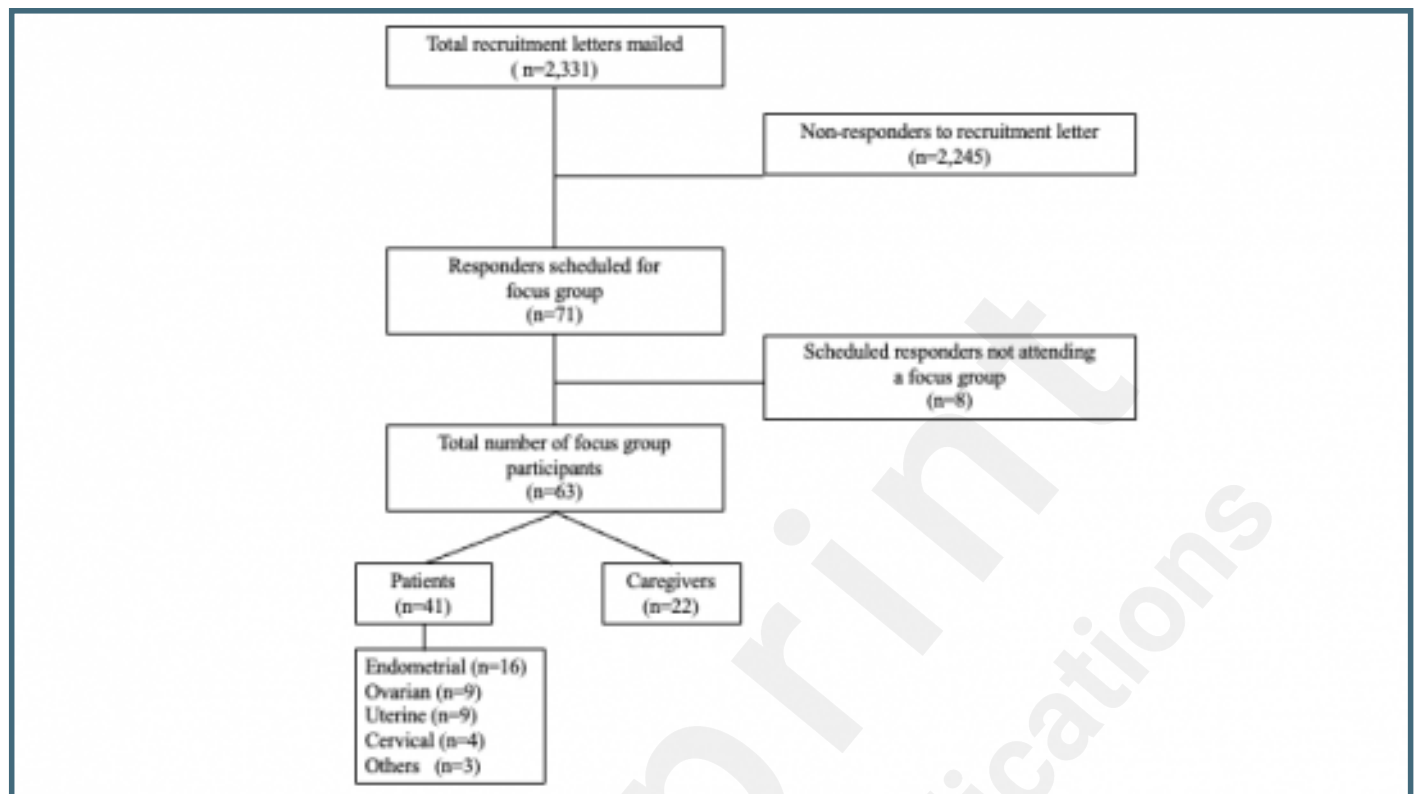 Total recruitment letters mailed
( n=2,331)
Non-responders to recruitment letter
(n=2,245)
Responders scheduled for
focus group
(n=71)
Scheduled responders not attending
a focus group
(n=8)
Total number of focus group
participants
(n=63)
Patients
(n=41)
Caregivers
(n=22)
Endometrial (n=16)
Ovarian (n=9)
Uterine (n=9)
Cervical (n=4)
Others (n=3)
print
ications